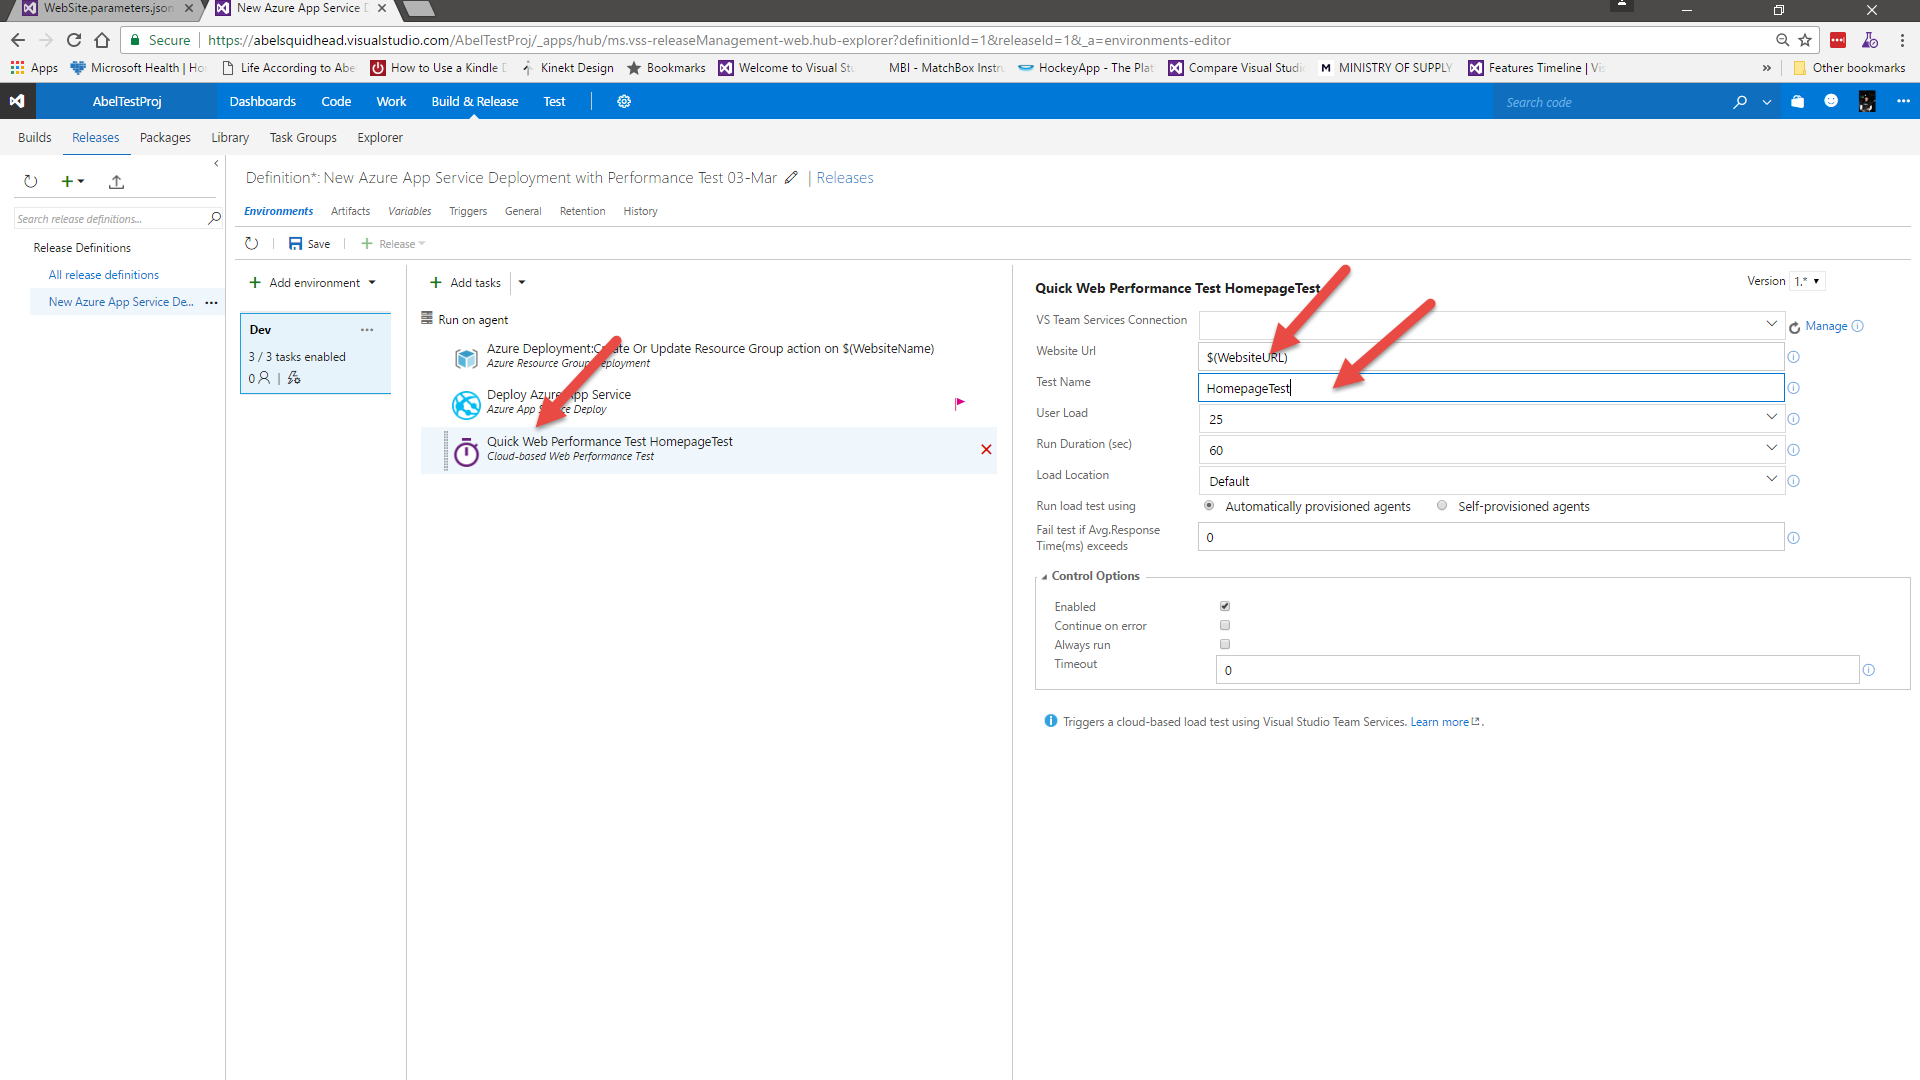 WebSite.parameters.json
New Azure App Service D
Secure
https://abelsquidhead.visualstudio.com/AbelTestProj/_apps/hub/ms.vss-releaseManagement-web.hub-explorer?definitionId=1&releaseId=1&_a=environments-editor
Apps
Microsoft Health | Ho
Life According to Abe
How to Use a Kindle D
Kinekt Design
Bookmarks
Welcome to Visual Stu
MBI - MatchBox Instru
HockeyApp - The Plat
Compare Visual Studio
M MINISTRY OF SUPPLY
Features Timeline | Vis
»
Other bookmarks
AbelTestProj
Dashboards
Code
Work
Build & Release
Test
Search code
Builds
Releases
Packages
Library
Task Groups
Explorer
Definition*: New Azure App Service Deployment with Performance Test 03-Mar | Releases
Search release definitions...
Environments
Artifacts
Variables
Triggers
General
Retention
History
Release Definitions
All release definitions
New Azure App Service De...
Save
Release
Add environment
Dev
3 / 3 tasks enabled
0
Add tasks
Run on agent
Azure Deployment:Create Or Update Resource Group action on $(WebsiteName)
Azure Resource Group Deployment
Deploy Azure App Service
Azure App Service Deploy
Quick Web Performance Test HomepageTest
Cloud-based Web Performance Test
Quick Web Performance Test HomepageTest
Version 1.*
VS Team Services Connection
Manage
Website Url
$(WebsiteURL)
Test Name
HomepageTest
User Load
25
Run Duration (sec)
60
Load Location
Default
Run load test using
Automatically provisioned agents
Self-provisioned agents
Fail test if Avg.Response
Time(ms) exceeds
0
Control Options
Enabled
Continue on error
Always run
Timeout
0
Triggers a cloud-based load test using Visual Studio Team Services. Learn more.